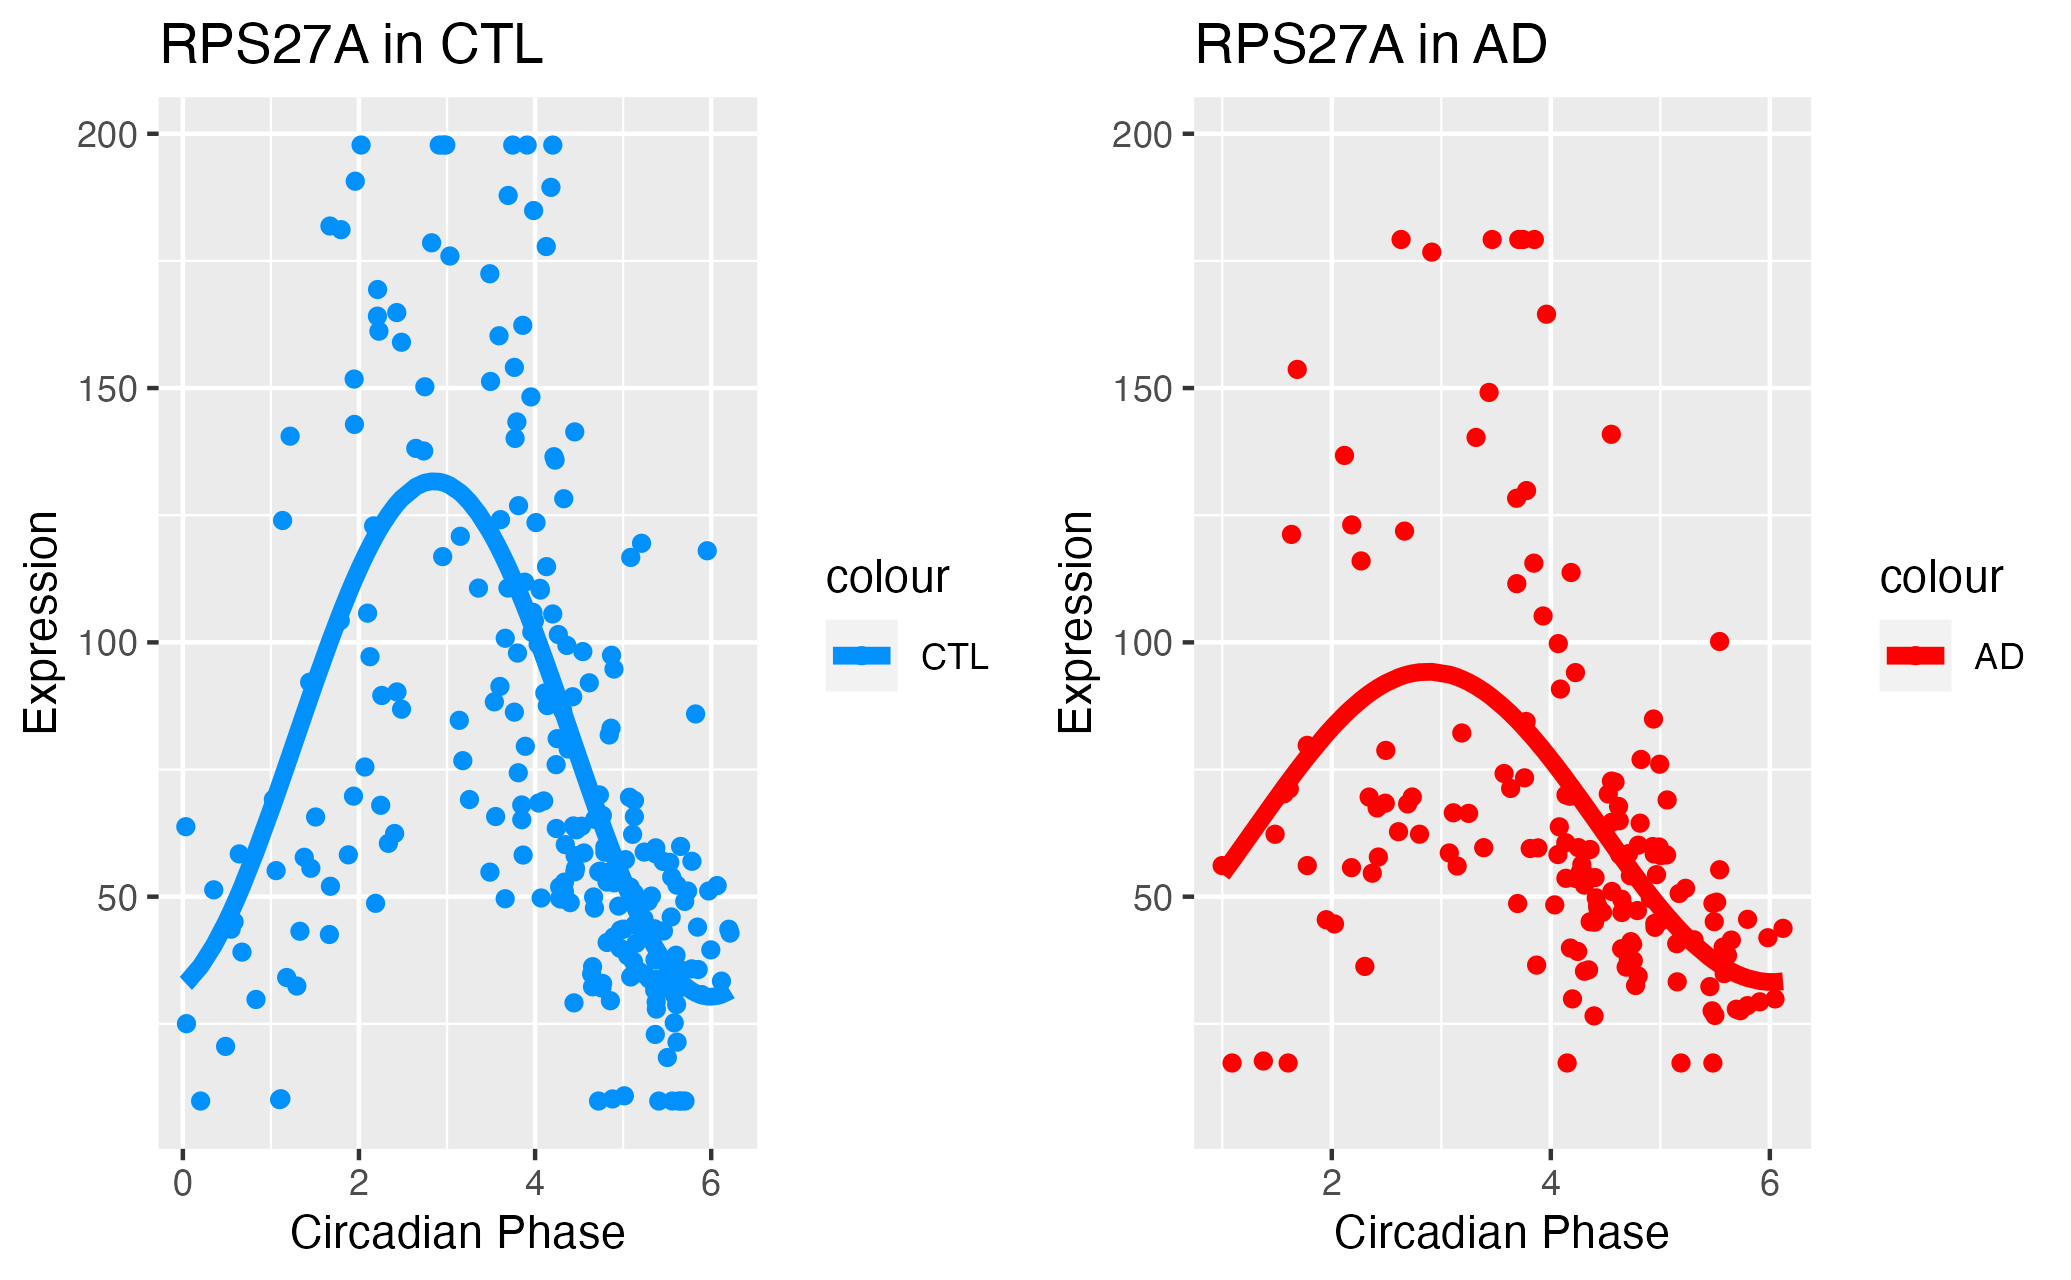 RPS27A in CTL
200
150
100
50
Expression
0 2 4 6
Circadian Phase
colour
CTL
RPS27A in AD
200
150
100
50
Expression
2 4 6
Circadian Phase
colour
AD